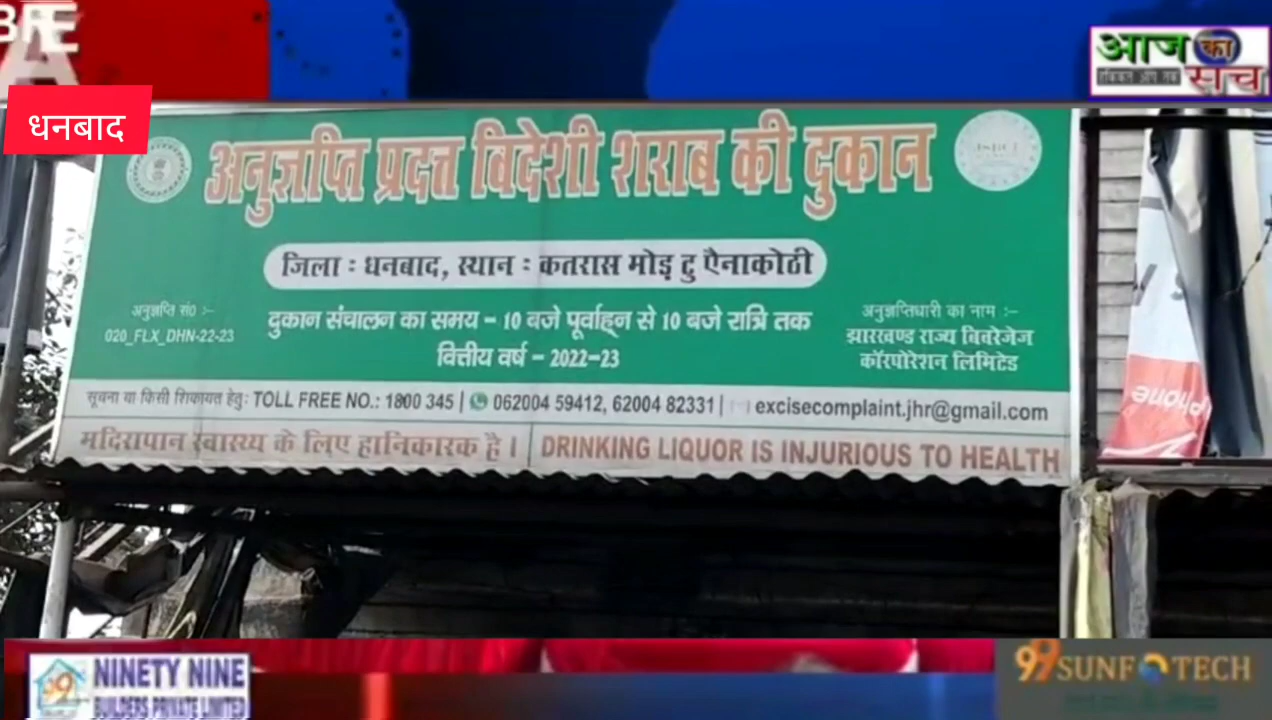 आज का
सच
धनबाद
अनुज्ञप्ति प्रदत्त विदेशी शराब की दुकान
जिला : धनबाद, स्थान : कतरास मोड़ टु ऐनाकोठी
अनुज्ञप्ति सं० :-
020_FLX_DHN-22-23
दुकान संचालन का समय - 10 बजे पूर्वाह्न से 10 बजे रात्रि तक
वित्तीय वर्ष - 2022-23
अनुज्ञप्तिधारी का नाम :-
झारखण्ड राज्य बिवरेजेज
कॉरपोरेशन लिमिटेड
सूचना या किसी शिकायत हेतु: TOLL FREE NO.: 1800 345 | 062004 59412, 62004 82331 | excisecomplaint.jhr@gmail.com
मदिरापान स्वास्थ्य के लिए हानिकारक है । DRINKING LIQUOR IS INJURIOUS TO HEALTH
phone
NINETY NINE
BUILDERS PRIVATE LIMITED
99 SUNFOTECH